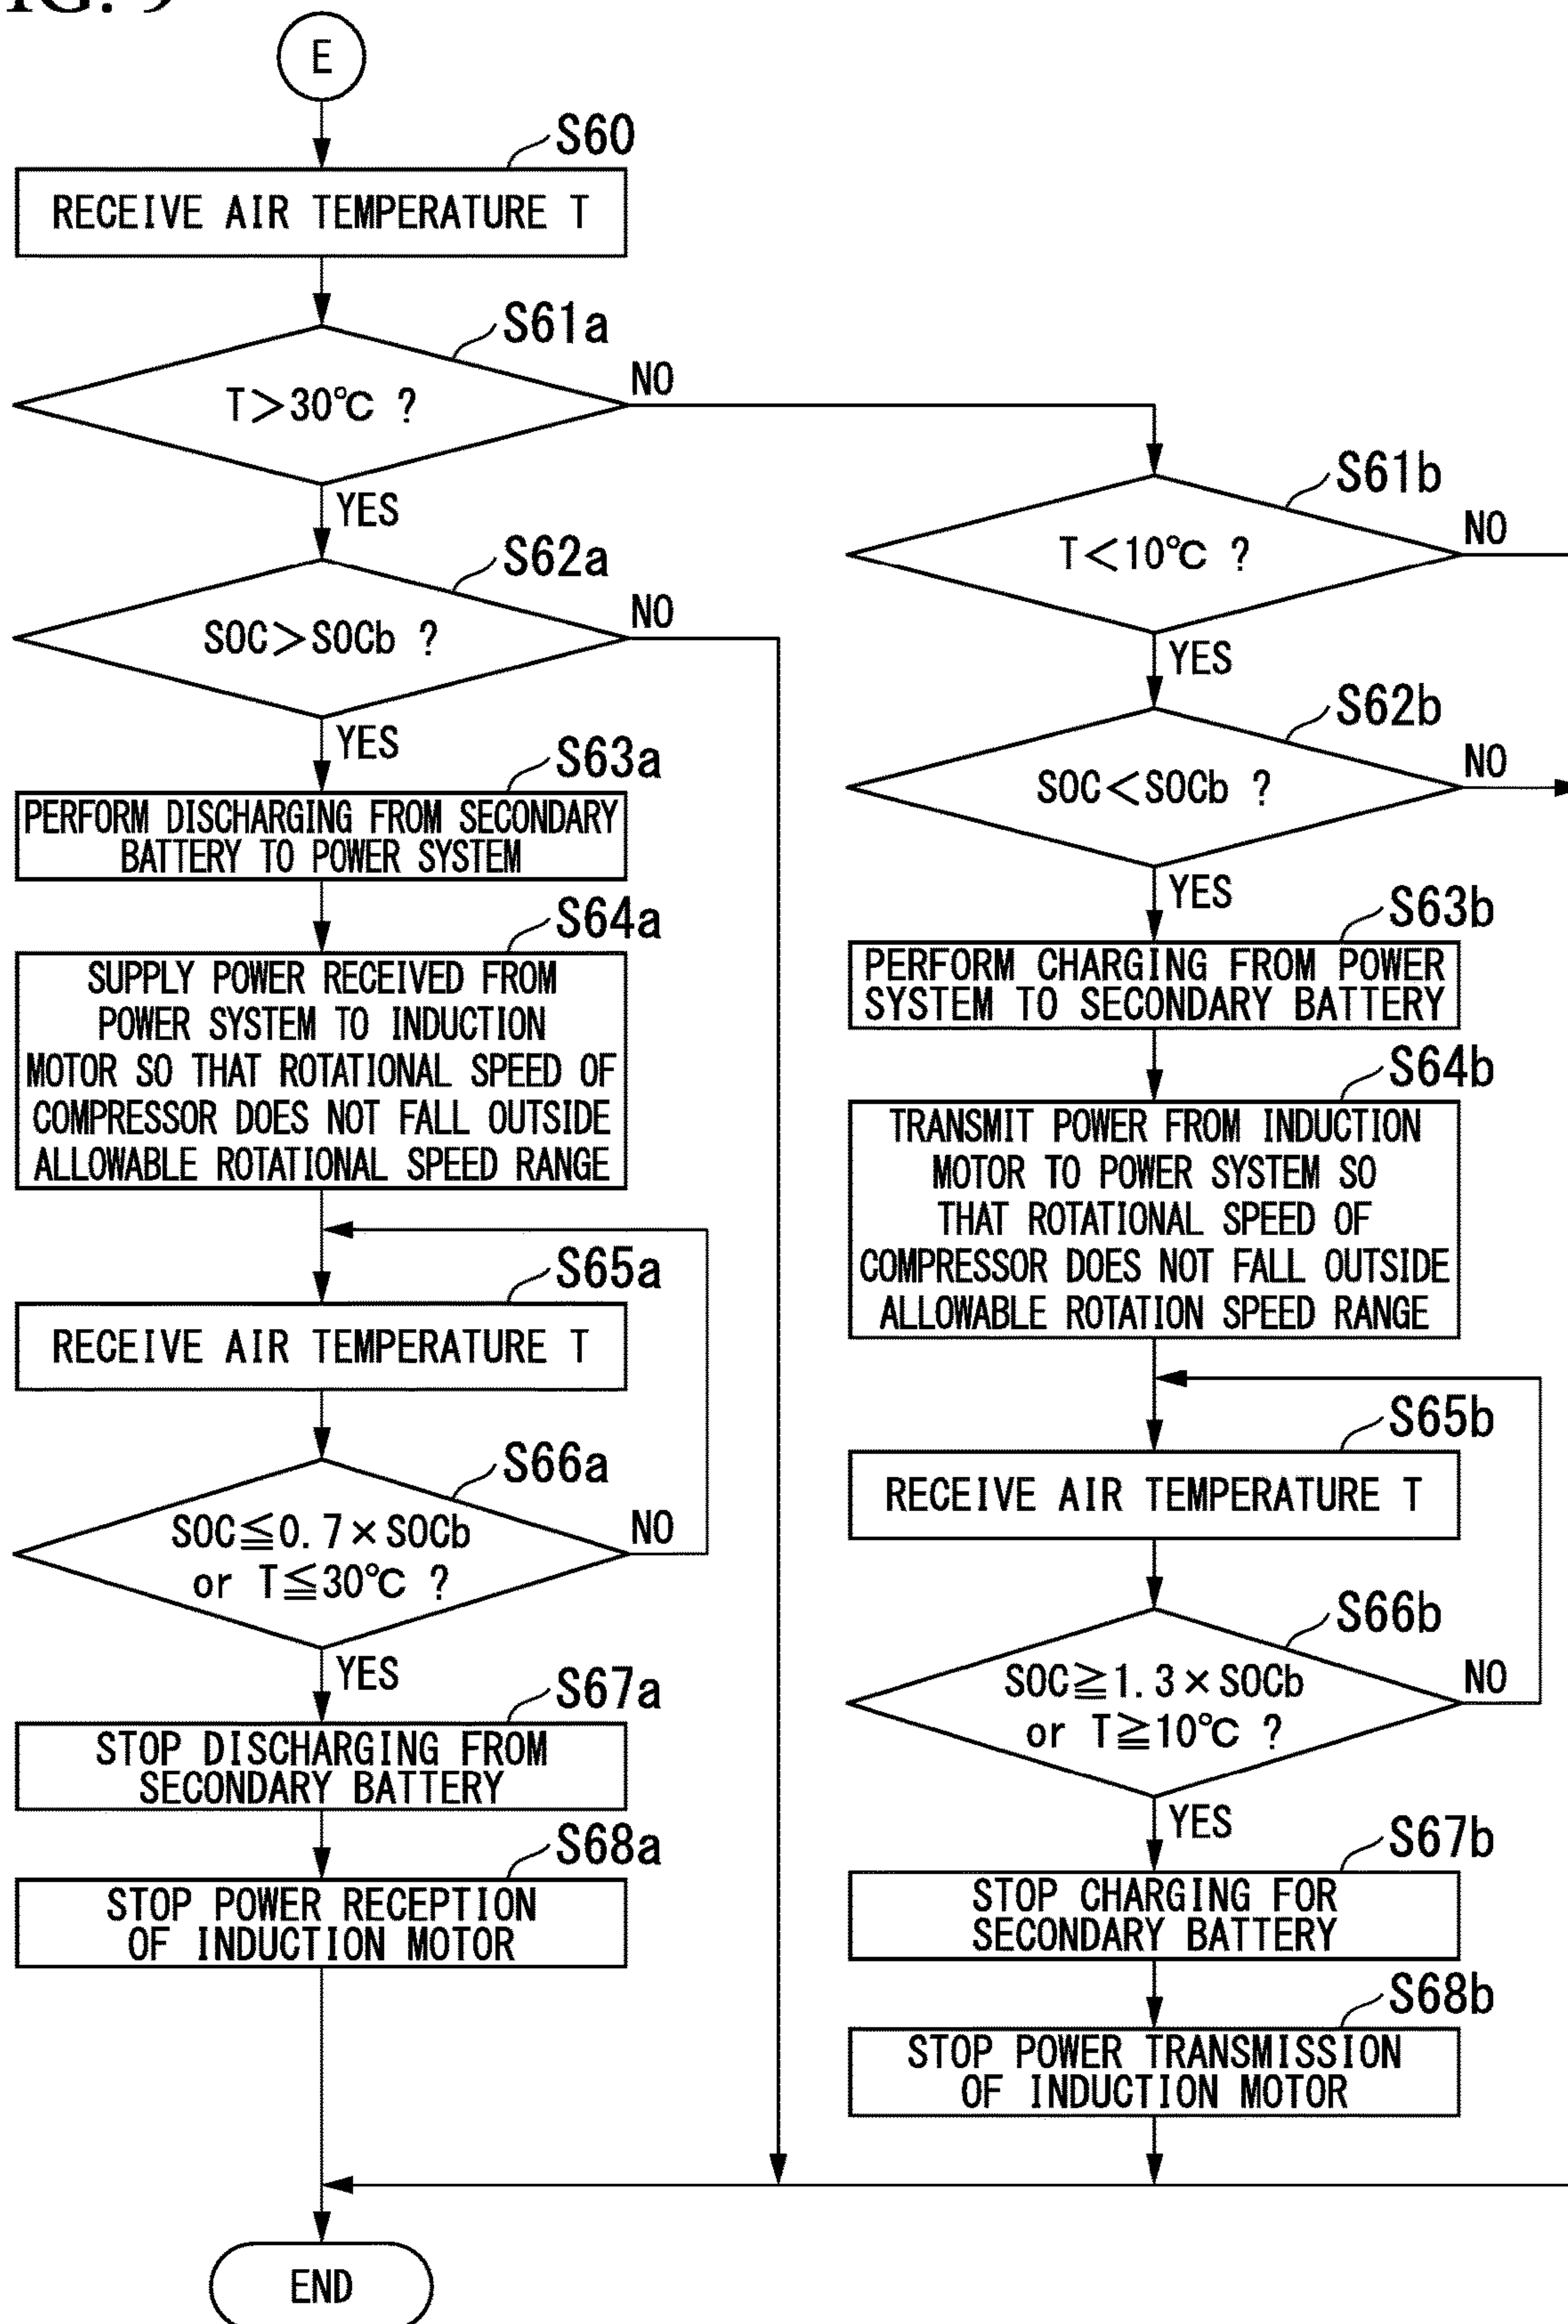 IG. 9
E
S60
RECEIVE AIR TEMPERATURE T
S61a
T>30℃ ?
NO
YES
S62a
SOC>SOCb ?
NO
YES
S63a
PERFORM DISCHARGING FROM SECONDARY
BATTERY TO POWER SYSTEM
S64a
SUPPLY POWER RECEIVED FROM
POWER SYSTEM TO INDUCTION
MOTOR SO THAT ROTATIONAL SPEED OF
COMPRESSOR DOES NOT FALL OUTSIDE
ALLOWABLE ROTATIONAL SPEED RANGE
S65a
RECEIVE AIR TEMPERATURE T
S66a
SOC≦0.7×SOCb
or T≦30℃ ?
NO
YES
S67a
STOP DISCHARGING FROM
SECONDARY BATTERY
S68a
STOP POWER RECEPTION
OF INDUCTION MOTOR
END
S61b
T<10℃ ?
NO
YES
S62b
SOC<SOCb ?
NO
YES
S63b
PERFORM CHARGING FROM POWER
SYSTEM TO SECONDARY BATTERY
S64b
TRANSMIT POWER FROM INDUCTION
MOTOR TO POWER SYSTEM SO
THAT ROTATIONAL SPEED OF
COMPRESSOR DOES NOT FALL OUTSIDE
ALLOWABLE ROTATION SPEED RANGE
S65b
RECEIVE AIR TEMPERATURE T
S66b
SOC≧1.3×SOCb
or T≧10℃ ?
NO
YES
S67b
STOP CHARGING FOR
SECONDARY BATTERY
S68b
STOP POWER TRANSMISSION
OF INDUCTION MOTOR